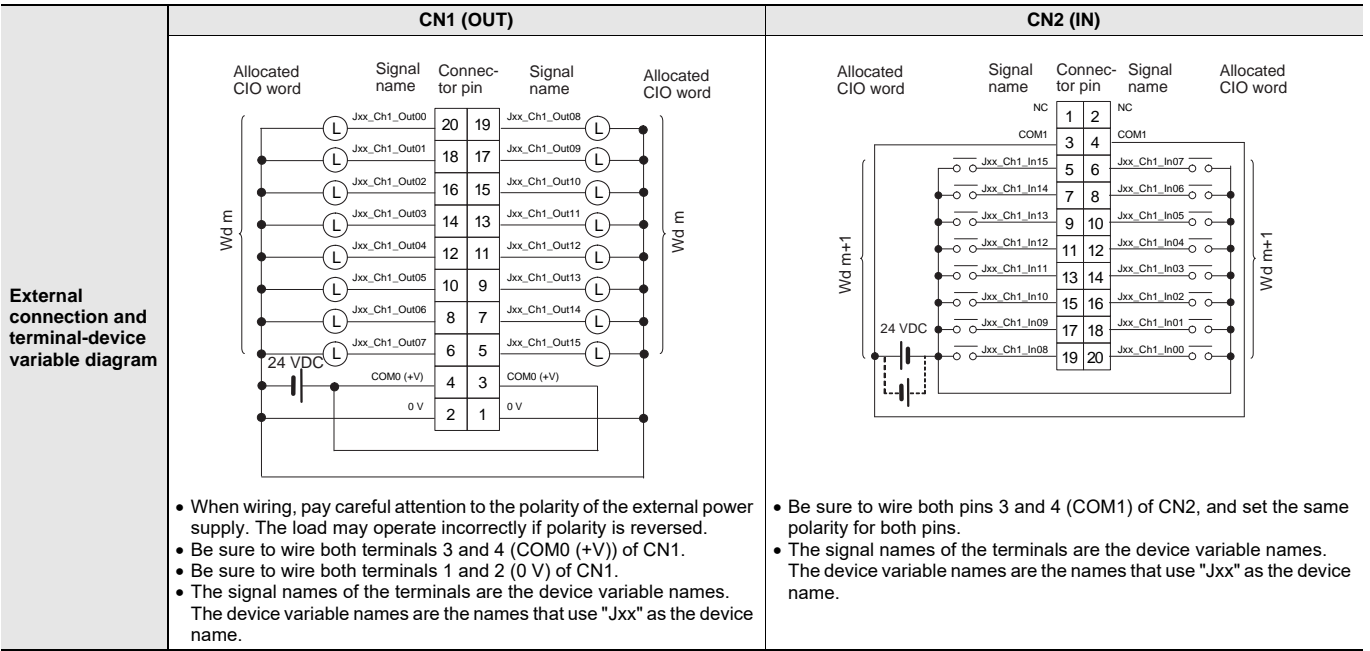 CN1 (OUT)
CN2 (IN)
External
connection and
terminal-device
variable diagram
Allocated
CIO word
Signal
name
Connec-
tor pin
Signal
name
Allocated
CIO word
L Jxx_Ch1_Out00 20 19 Jxx_Ch1_Out08 L
L Jxx_Ch1_Out01 18 17 Jxx_Ch1_Out09 L
L Jxx_Ch1_Out02 16 15 Jxx_Ch1_Out10 L
L Jxx_Ch1_Out03 14 13 Jxx_Ch1_Out11 L
L Jxx_Ch1_Out04 12 11 Jxx_Ch1_Out12 L
L Jxx_Ch1_Out05 10 9 Jxx_Ch1_Out13 L
L Jxx_Ch1_Out06 8 7 Jxx_Ch1_Out14 L
L Jxx_Ch1_Out07 6 5 Jxx_Ch1_Out15 L
COM0 (+V) 4 3 COM0 (+V)
0 V 2 1 0 V
Wd m
Wd m
24 VDC
• When wiring, pay careful attention to the polarity of the external power
supply. The load may operate incorrectly if polarity is reversed.
• Be sure to wire both terminals 3 and 4 (COM0 (+V)) of CN1.
• Be sure to wire both terminals 1 and 2 (0 V) of CN1.
• The signal names of the terminals are the device variable names.
The device variable names are the names that use "Jxx" as the device
name.
Allocated
CIO word
Signal
name
Connec-
tor pin
Signal
name
Allocated
CIO word
NC 1 2 NC
COM1 3 4 COM1
Jxx_Ch1_In15 5 6 Jxx_Ch1_In07
Jxx_Ch1_In14 7 8 Jxx_Ch1_In06
Jxx_Ch1_In13 9 10 Jxx_Ch1_In05
Jxx_Ch1_In12 11 12 Jxx_Ch1_In04
Jxx_Ch1_In11 13 14 Jxx_Ch1_In03
Jxx_Ch1_In10 15 16 Jxx_Ch1_In02
Jxx_Ch1_In09 17 18 Jxx_Ch1_In01
Jxx_Ch1_In08 19 20 Jxx_Ch1_In00
Wd m+1
Wd m+1
24 VDC
• Be sure to wire both pins 3 and 4 (COM1) of CN2, and set the same
polarity for both pins.
• The signal names of the terminals are the device variable names.
The device variable names are the names that use "Jxx" as the device
name.